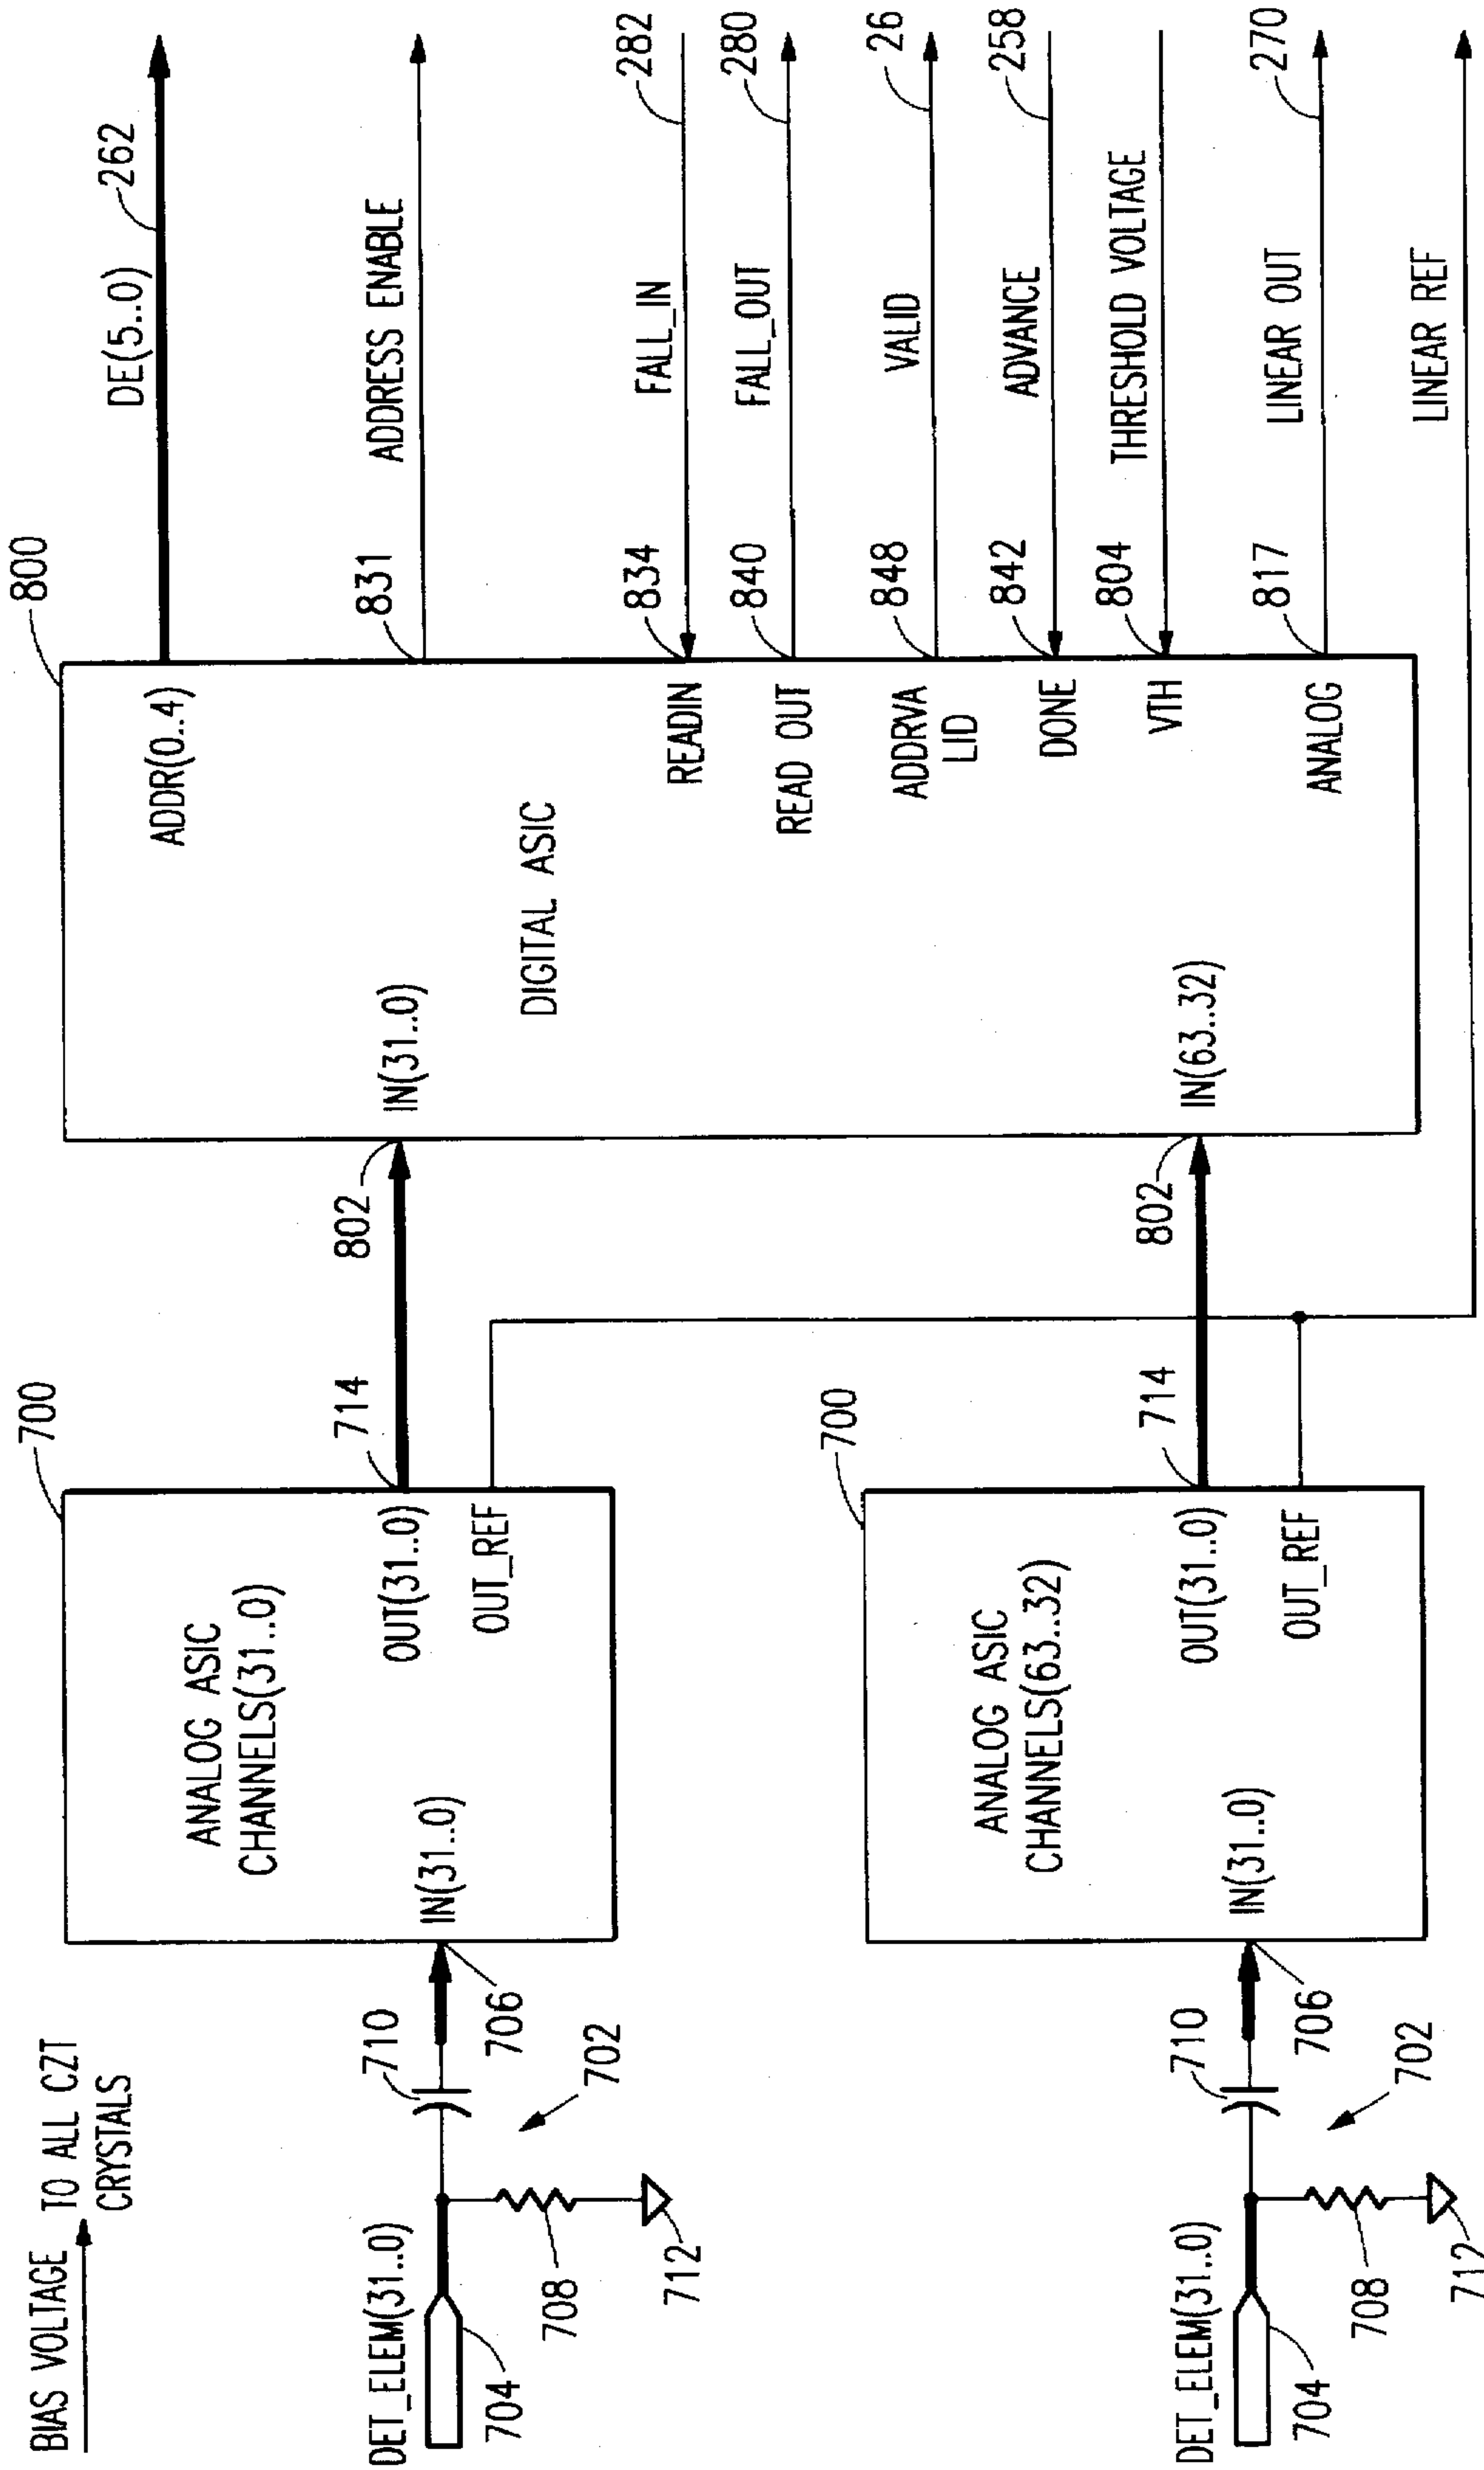 BIAS VOLTAGE
TO ALL CZT
CRYSTALS
DET_ELEM(31..0)
704
708
712
710
706
702
700
ANALOG ASIC
CHANNELS(31..0)
IN(31..0)
OUT(31..0)
OUT_REF
714
802
DET_ELEM(31..0)
704
708
712
710
706
702
700
ANALOG ASIC
CHANNELS(63..32)
IN(31..0)
OUT(31..0)
OUT_REF
714
802
800
DIGITAL ASIC
IN(31..0)
IN(63..32)
ADDR(0..4)
READIN
READ OUT
ADDRVA
LID
DONE
VTH
ANALOG
831
834
840
848
842
804
817
DE(5..0)
262
ADDRESS ENABLE
FALL_IN
282
FALL_OUT
280
VALID
26
ADVANCE
258
THRESHOLD VOLTAGE
LINEAR OUT
270
LINEAR REF